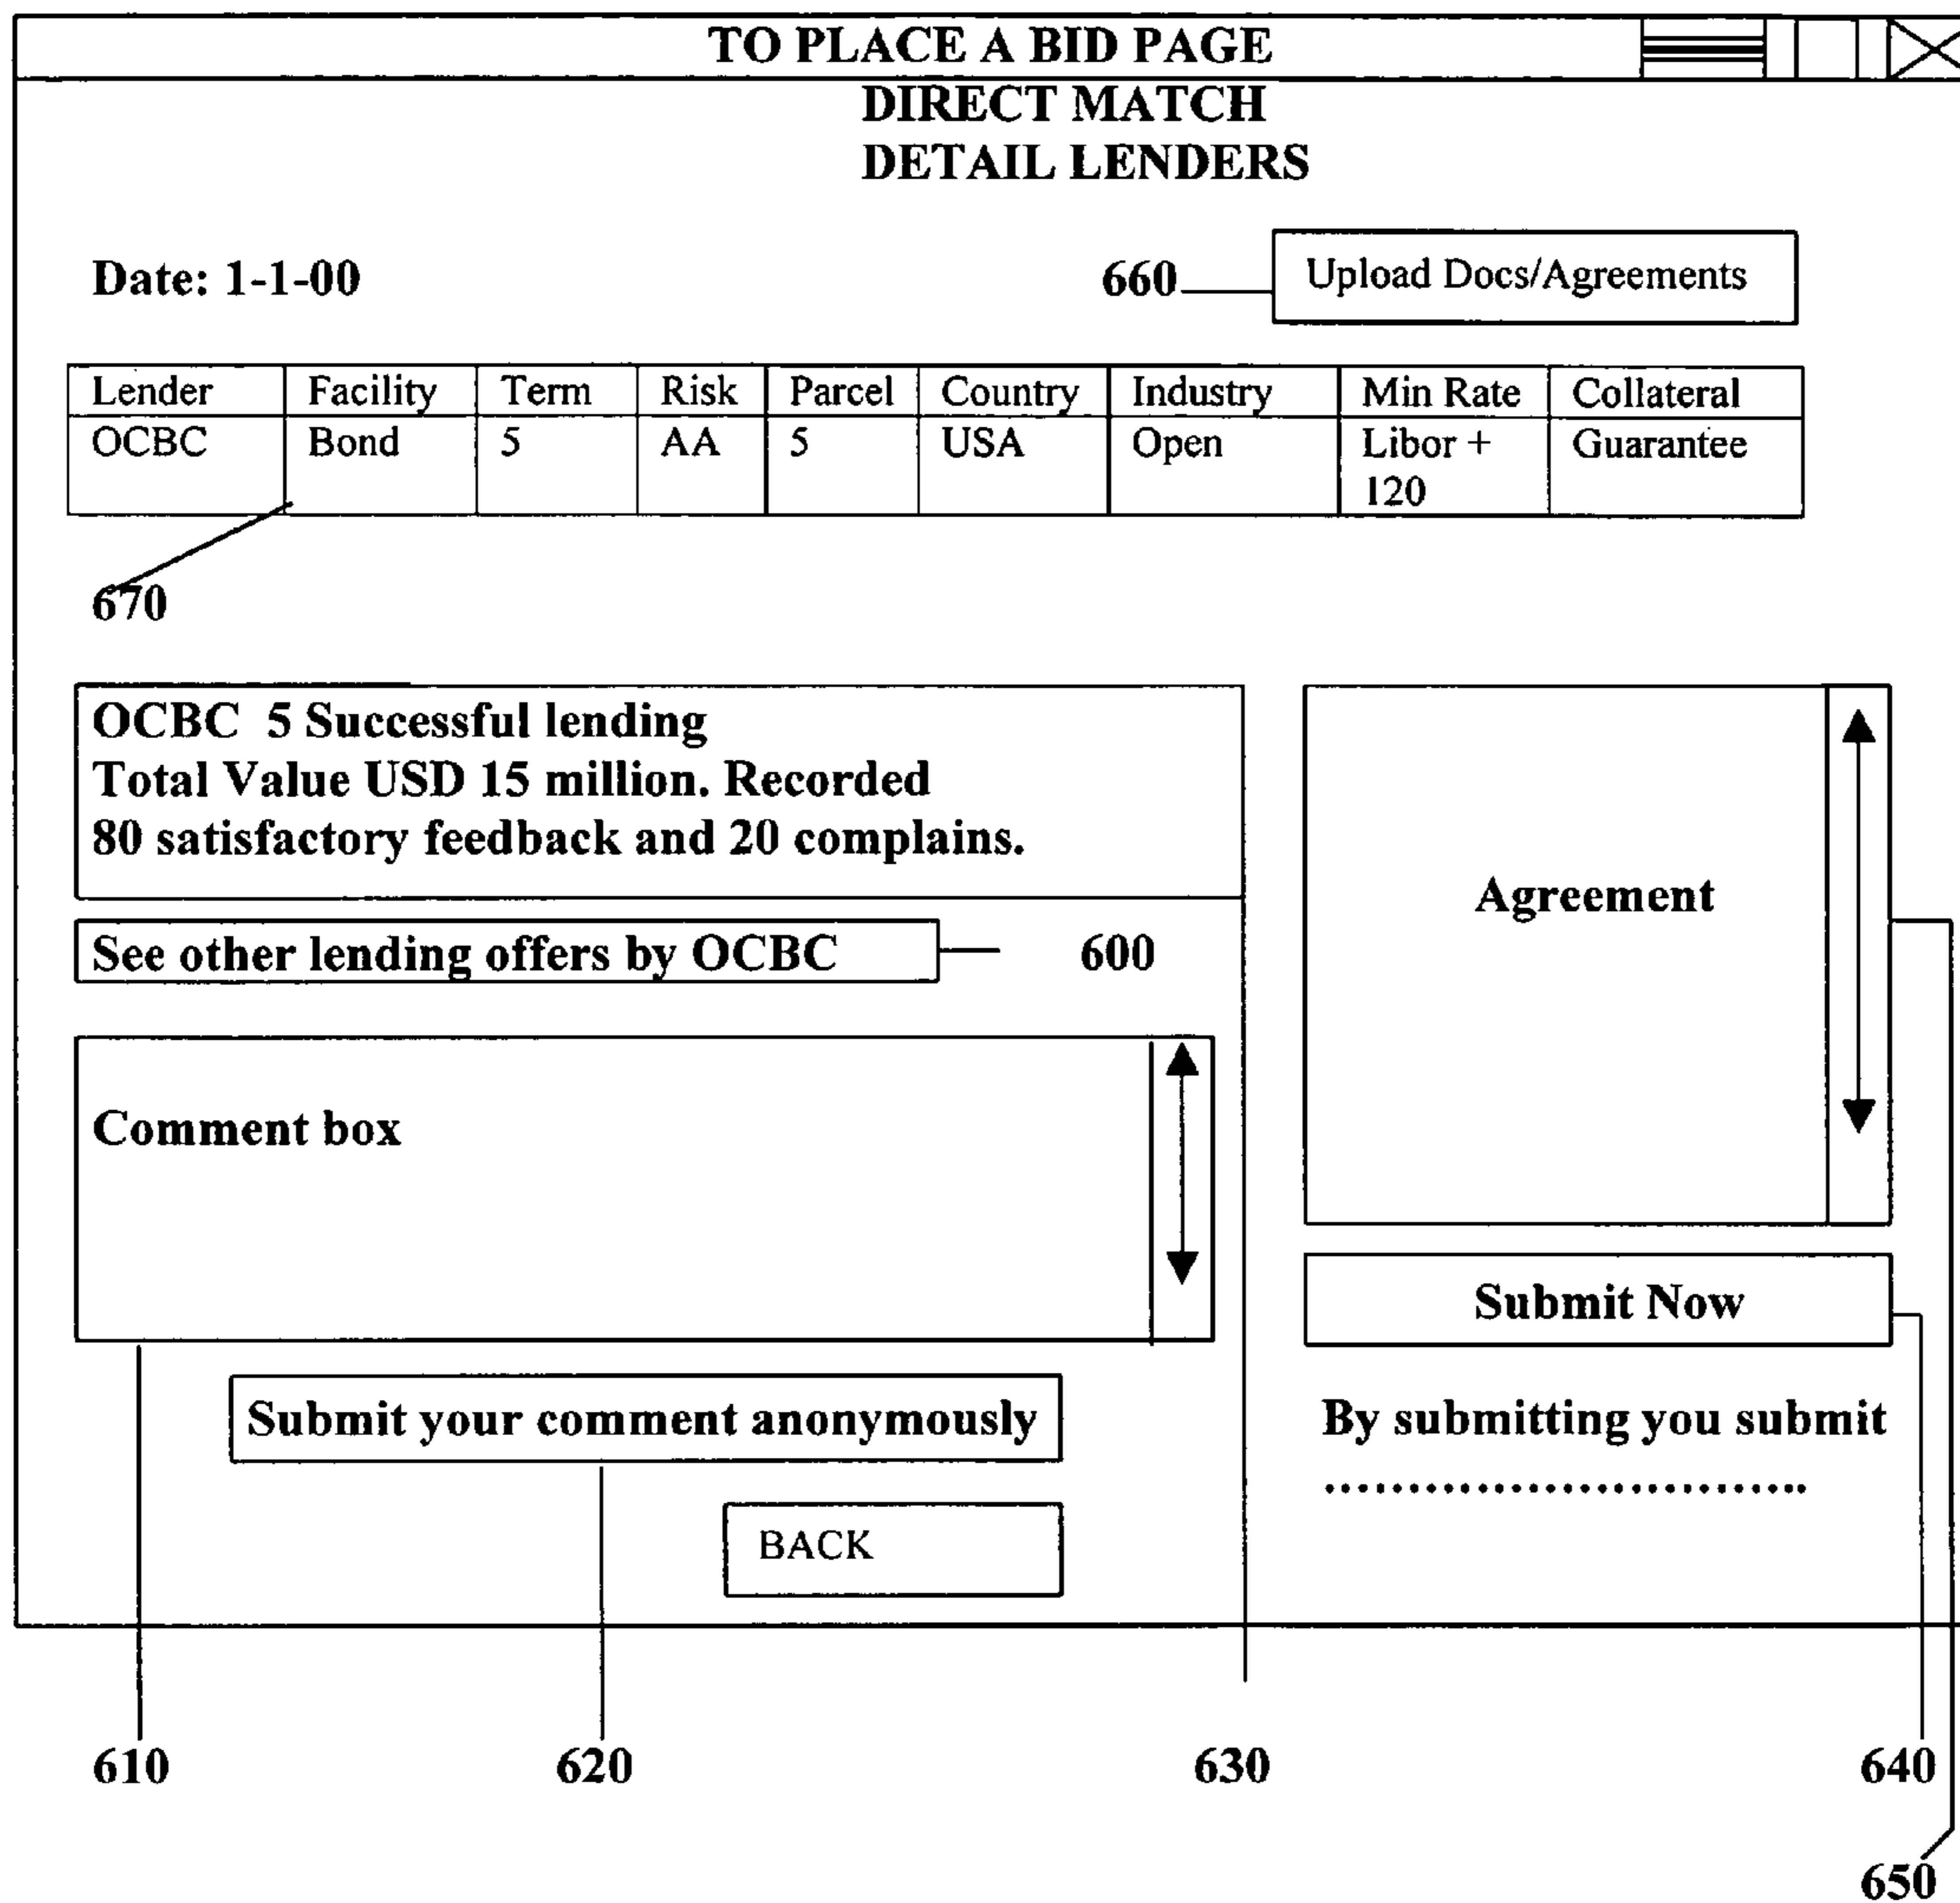 TO PLACE A BID PAGE
DIRECT MATCH
DETAIL LENDERS
Date: 1-1-00
660
Upload Docs/Agreements
Lender Facility Term Risk Parcel Country Industry Min Rate Collateral
OCBC Bond 5 AA 5 USA Open Libor + Guarantee
120
670
OCBC 5 Successful lending
Total Value USD 15 million. Recorded
80 satisfactory feedback and 20 complains.
See other lending offers by OCBC
600
Agreement
Comment box
Submit Now
Submit your comment anonymously
By submitting you submit
...........................
BACK
610
620
630
640
650